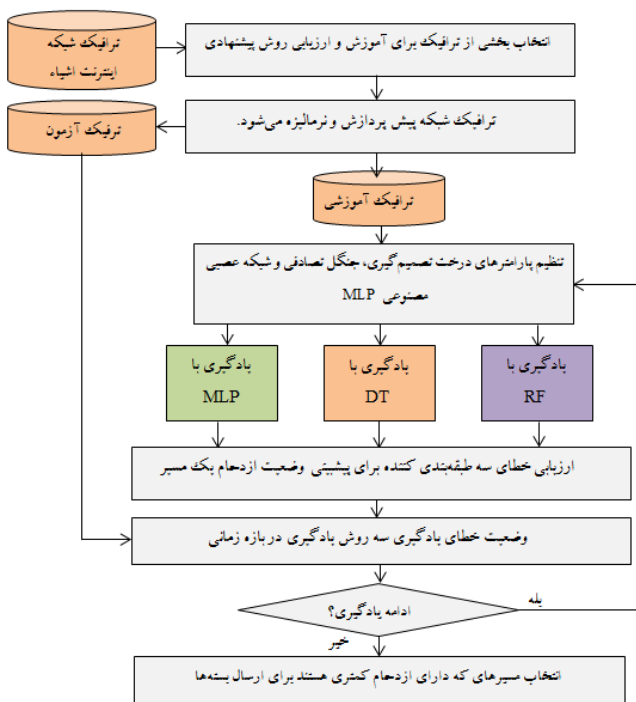 ترافیک شبکه
اینترنت اشیاء
انتخاب بخشی از ترافیک برای آموزش و ارزیابی روش پیشنهادی
ترافیک شبکه پیش پردازش و نرمالیزه می‌شود.
ترفیک آزمون
ترافیک آموزشی
تنظیم پارامترهای درخت تصمیم‌گیری، جنگل تصادفی و شبکه عصبی
مصنوعی MLP
یادگیری با
RF
یادگیری با
DT
یادگیری با
MLP
ارزیابی خطای سه طبقه‌بندی کننده برای پیشبینی وضعیت ازدحام یک مسیر
وضعیت خطای یادگیری سه روش یادگیری در بازه زمانی
ادامه یادگیری؟
بله
خیر
انتخاب مسیرهای که دارای ازدحام کمتری هستند برای ارسال بسته‌ها